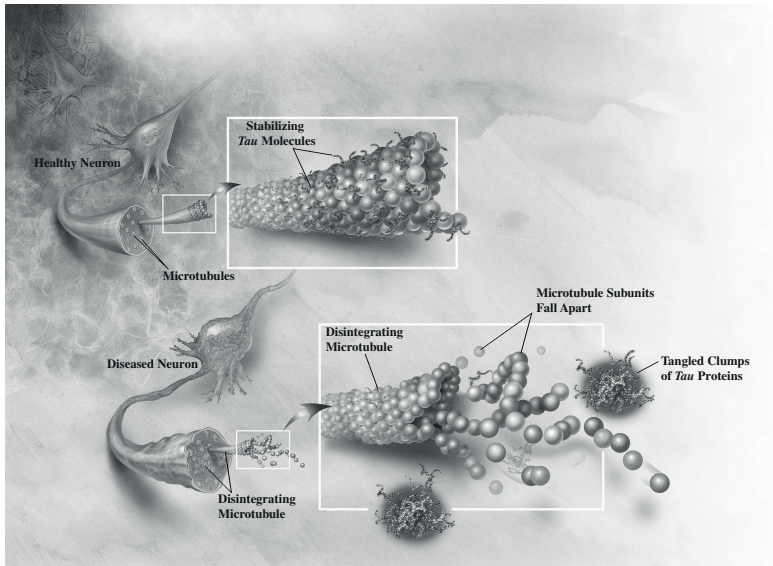 Stabilizing
Tau Molecules
Healthy Neuron
Microtubules
Microtubule Subunits
Fall Apart
Disintegrating
Microtubule
Diseased Neuron
Tangled Clumps
of Tau Proteins
Disintegrating
Microtubule